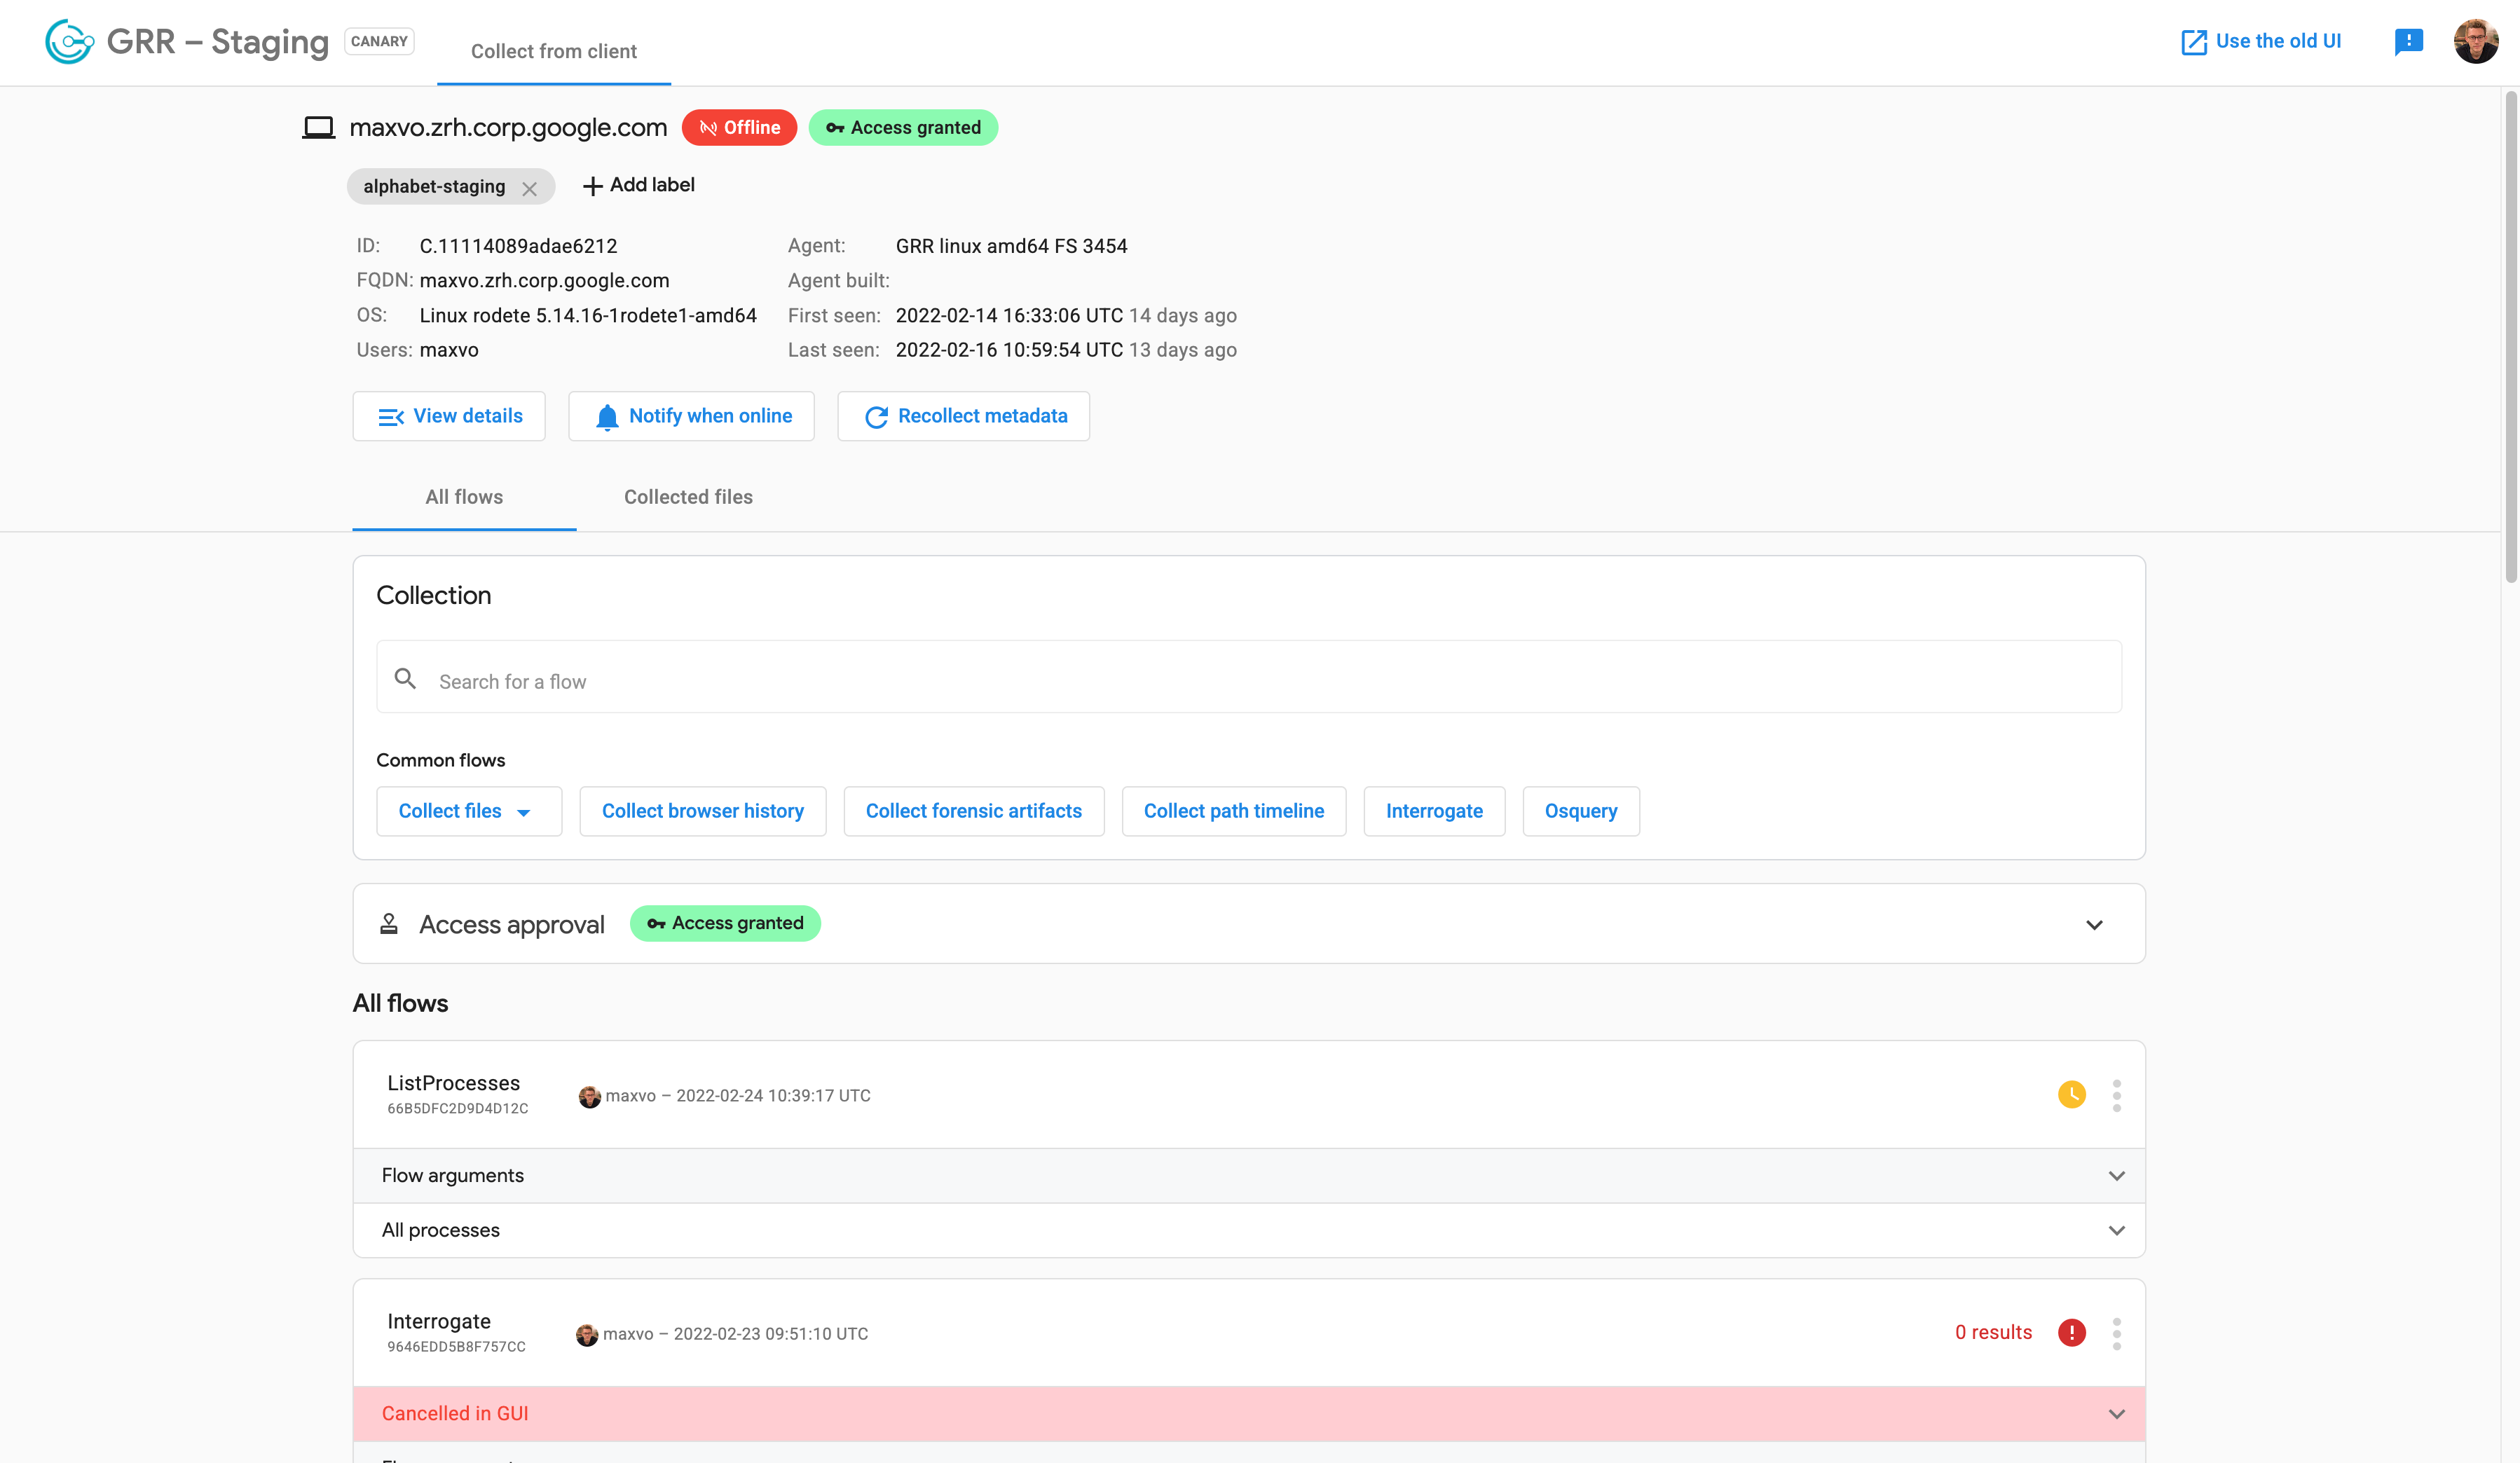 GRR – Staging CANARY Collect from client Use the old UI
maxvo.zrh.corp.google.com Offline Access granted
alphabet-staging Add label
ID: C.11114089adae6212 Agent: GRR linux amd64 FS 3454
FQDN: maxvo.zrh.corp.google.com Agent built:
OS: Linux rodete 5.14.16-1rodete1-amd64 First seen: 2022-02-14 16:33:06 UTC 14 days ago
Users: maxvo Last seen: 2022-02-16 10:59:54 UTC 13 days ago
View details Notify when online Recollect metadata
All flows Collected files
Collection
Search for a flow
Common flows
Collect files Collect browser history Collect forensic artifacts Collect path timeline Interrogate Osquery
Access approval Access granted
All flows
ListProcesses
66B5DFC2D9D4D12C
maxvo – 2022-02-24 10:39:17 UTC
Flow arguments
All processes
Interrogate
9646EDD5B8F757CC
maxvo – 2022-02-23 09:51:10 UTC
0 results
Cancelled in GUI